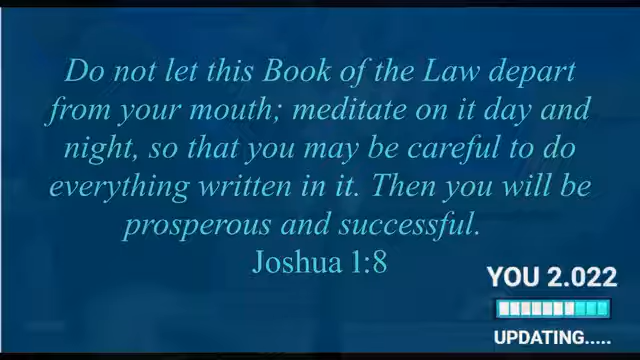 Do not let this Book of the Law depart
from your mouth; meditate on it day and
night, so that you may be careful to do
everything written in it. Then you will be
prosperous and successful.
Joshua 1:8
YOU 2.022
UPDATING.....